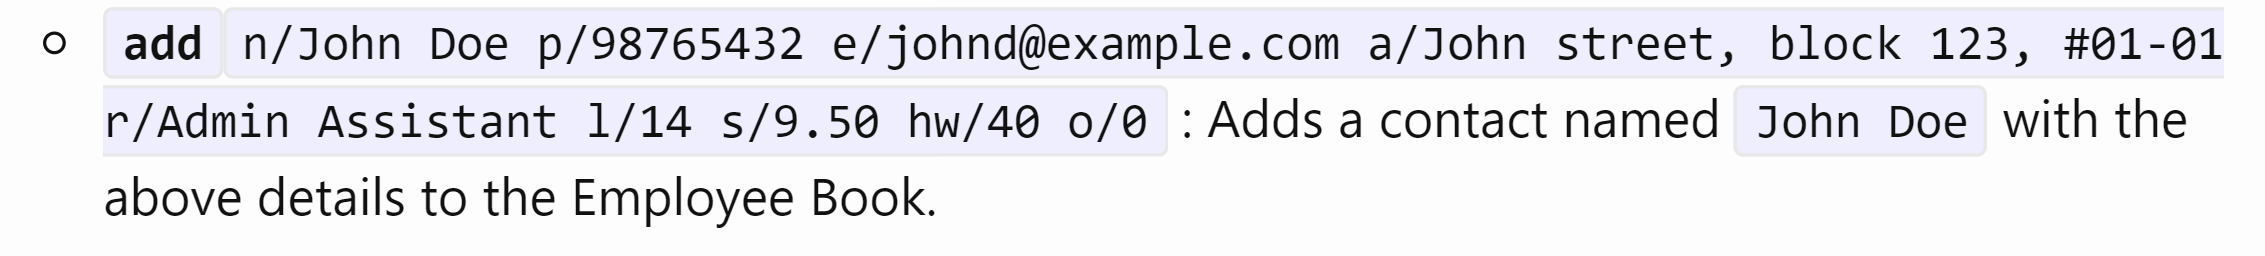 add n/John Doe p/98765432 e/johnd@example.com a/John street, block 123, #01-01
r/Admin Assistant l/14 s/9.50 hw/40 o/0 : Adds a contact named John Doe with the
above details to the Employee Book.